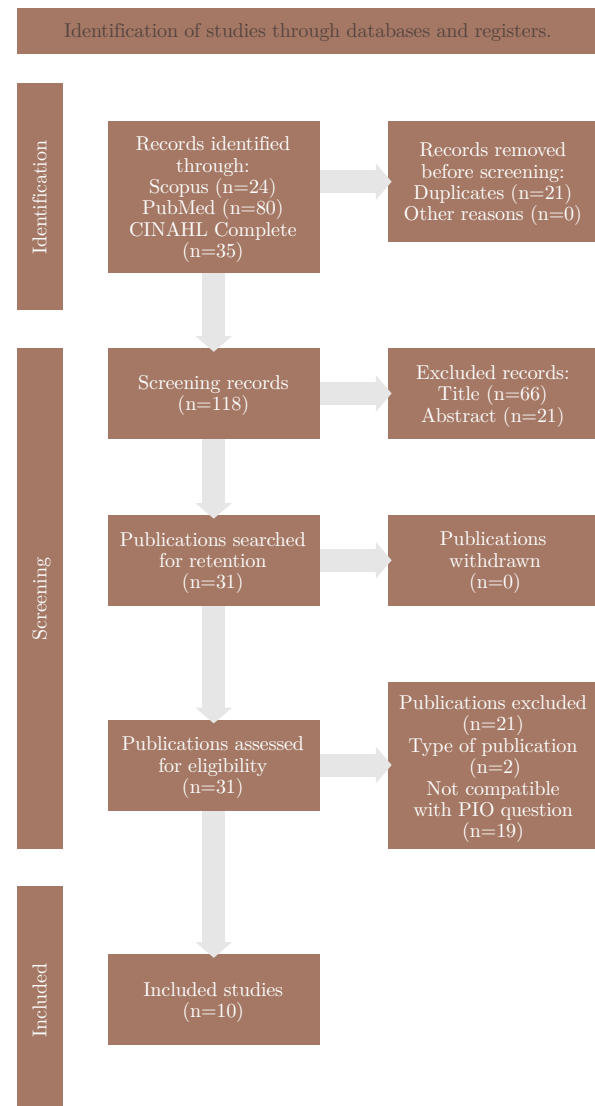 Identification of studies through databases and registers.
Identification
Records identified
through:
Scopus (n=24)
PubMed (n=80)
CINAHL Complete
(n=35)
Records removed
before screening:
Duplicates (n=21)
Other reasons (n=0)
Screening
Screening records
(n=118)
Excluded records:
Title (n=66)
Abstract (n=21)
Publications searched
for retention
(n=31)
Publications
withdrawn
(n=0)
Publications assessed
for eligibility
(n=31)
Publications excluded
(n=21)
Type of publication
(n=2)
Not compatible
with PIO question
(n=19)
Included
Included studies
(n=10)